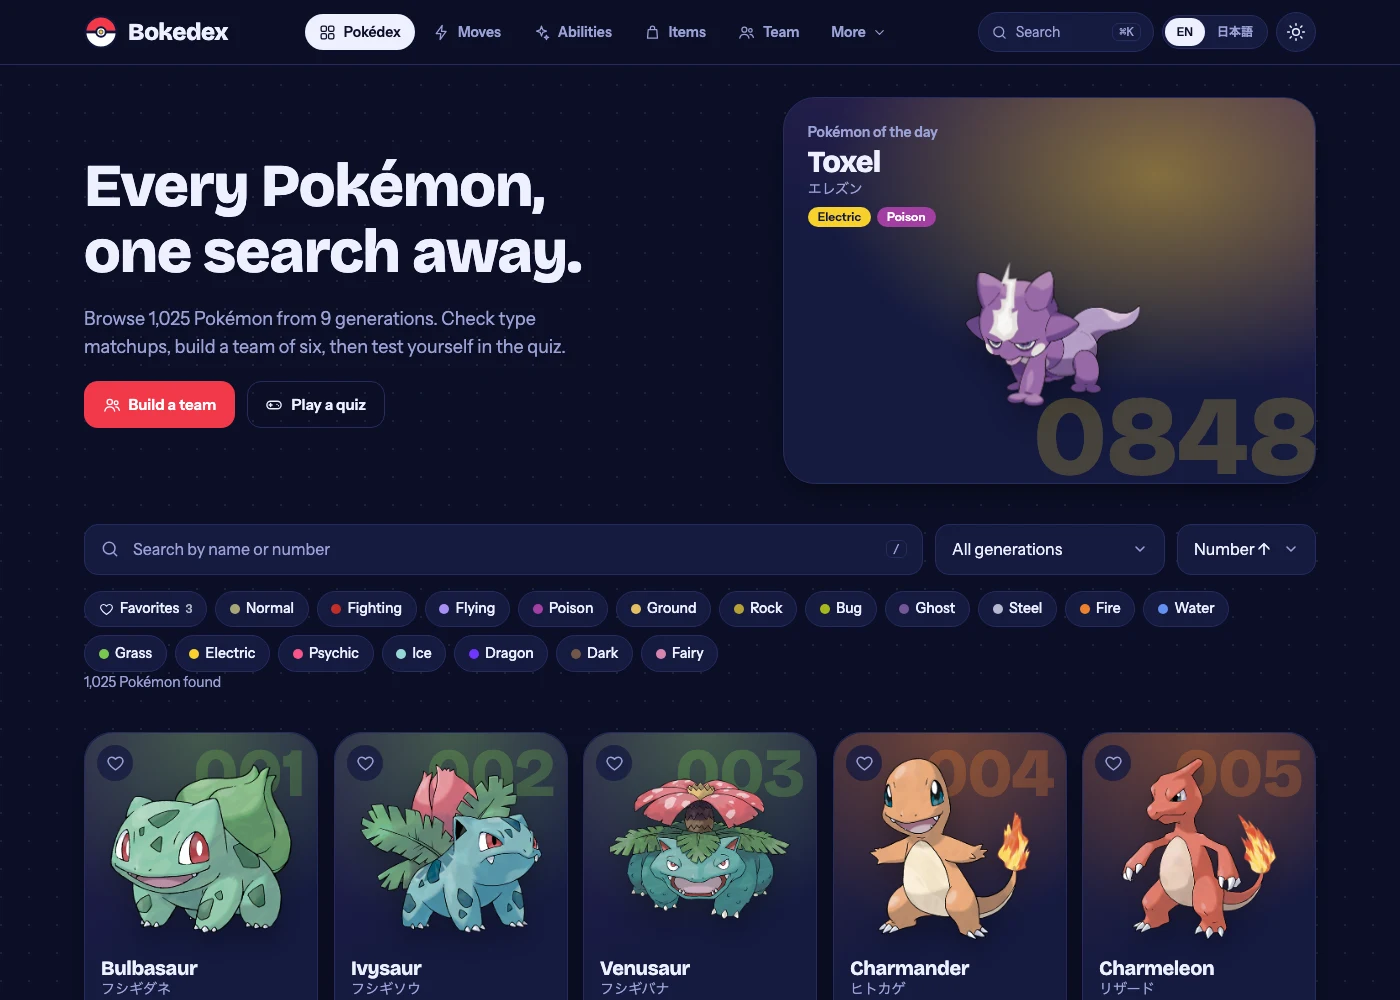 Bokedex
Pokédex
Moves
Abilities
Items
Team
More
Search
⌘K
EN
日本語
Every Pokémon,
one search away.
Browse 1,025 Pokémon from 9 generations. Check type
matchups, build a team of six, then test yourself in the quiz.
Build a team
Play a quiz
Pokémon of the day
Toxel
エレズン
Electric
Poison
0848
Search by name or number
/
All generations
Number↑
Favorites 3
Normal
Fighting
Flying
Poison
Ground
Rock
Bug
Ghost
Steel
Fire
Water
Grass
Electric
Psychic
Ice
Dragon
Dark
Fairy
1,025 Pokémon found
001
002
003
004
005
Bulbasaur
フシギダネ
Ivysaur
フシギソウ
Venusaur
フシギバナ
Charmander
ヒトカゲ
Charmeleon
リザード